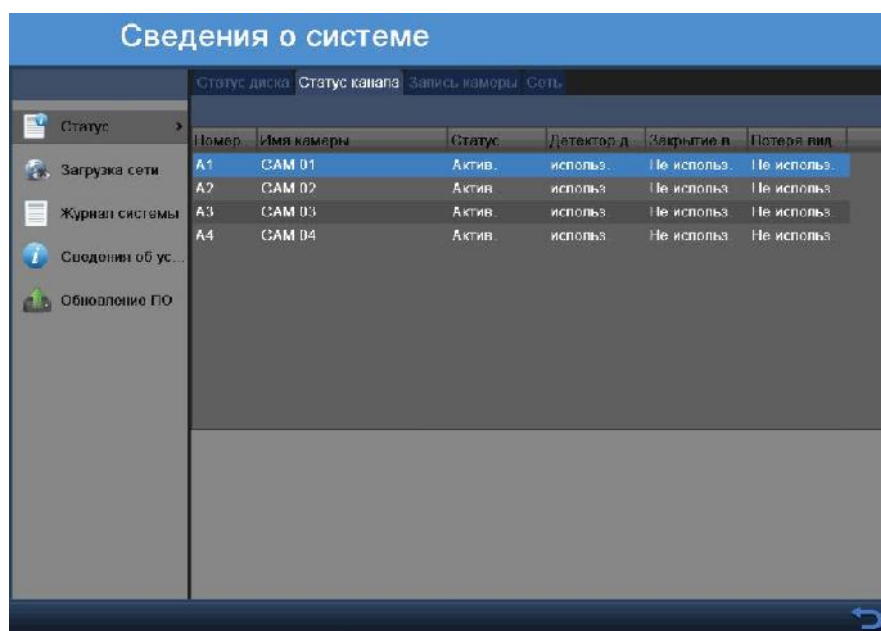 Сведения о системе
Статус диска Статус канала Запись камеры Сеть
Статус
Загрузка сети
Журнал системы
Сведения об ус...
Обновление ПО
Номер Имя камеры Статус Детектор д Закрытие в Потеря вид
A1 CAM 01 Актив. использ. Не использ. Не использ.
A2 CAM 02 Актив. использ. Не использ. Не использ.
A3 CAM 03 Актив. использ. Не использ. Не использ.
A4 CAM 04 Актив. использ. Не использ. Не использ.